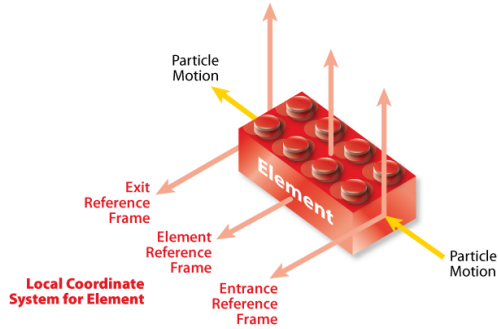 Particle
Motion
Element
Exit
Reference
Frame
Element
Reference
Frame
Local Coordinate
System for Element
Entrance
Reference
Frame
Particle
Motion